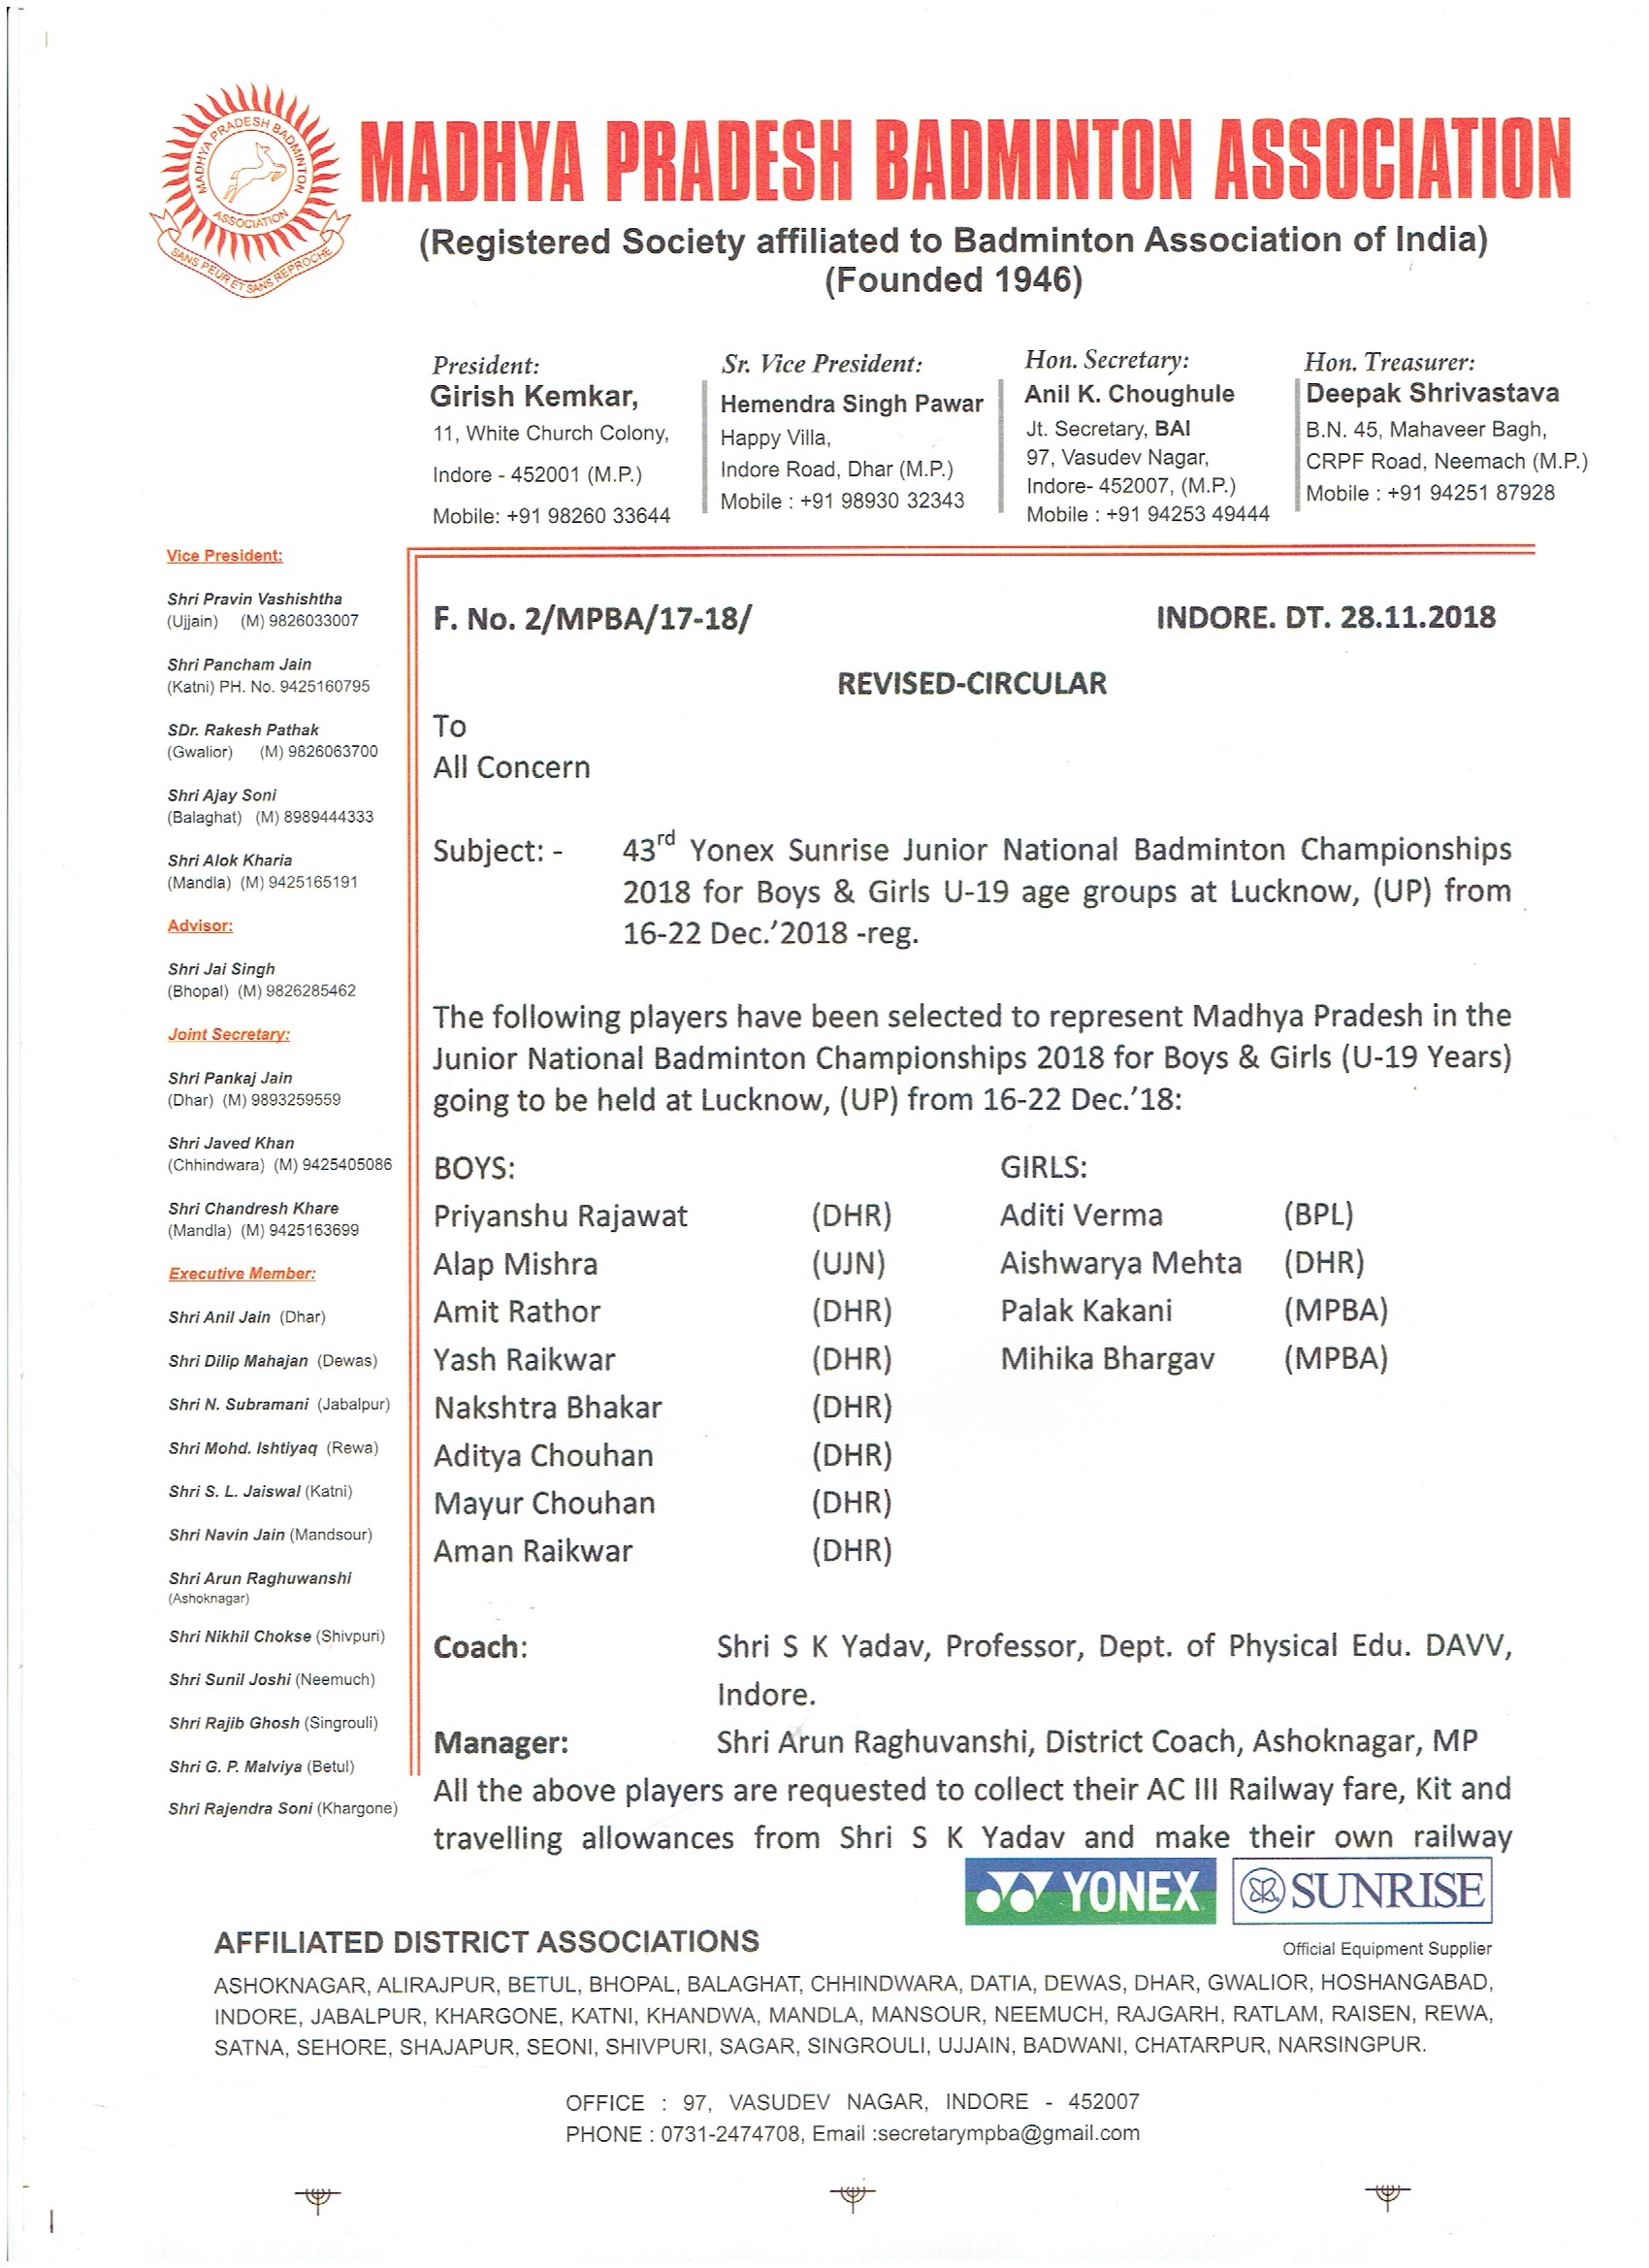 MADHYA PRADESH BADMINTON
ASSOCIATION
SANS PEUR ET SANS REPROCHE
MADHYA PRADESH BADMINTON ASSOCIATION
(Registered Society affiliated to Badminton Association of India)
(Founded 1946)
President:
Girish Kemkar,
11, White Church Colony,
Indore - 452001 (M.P.)
Mobile: +91 98260 33644
Sr. Vice President:
Hemendra Singh Pawar
Happy Villa,
Indore Road, Dhar (M.P.)
Mobile : +91 98930 32343
Hon. Secretary:
Anil K. Choughule
Jt. Secretary, BAI
97, Vasudev Nagar,
Indore- 452007, (M.P.)
Mobile : +91 94253 49444
Hon. Treasurer:
Deepak Shrivastava
B.N. 45, Mahaveer Bagh,
CRPF Road, Neemach (M.P.)
Mobile : +91 94251 87928
Vice President:
Shri Pravin Vashishtha
(Ujjain) (M) 9826033007
Shri Pancham Jain
(Katni) PH. No. 9425160795
SDr. Rakesh Pathak
(Gwalior) (M) 9826063700
Shri Ajay Soni
(Balaghat) (M) 8989444333
Shri Alok Kharia
(Mandla) (M) 9425165191
Advisor:
Shri Jai Singh
(Bhopal) (M) 9826285462
Joint Secretary:
Shri Pankaj Jain
(Dhar) (M) 9893259559
Shri Javed Khan
(Chhindwara) (M) 9425405086
Shri Chandresh Khare
(Mandla) (M) 9425163699
Executive Member:
Shri Anil Jain (Dhar)
Shri Dilip Mahajan (Dewas)
Shri N. Subramani (Jabalpur)
Shri Mohd. Ishtiyaq (Rewa)
Shri S. L. Jaiswal (Katni)
Shri Navin Jain (Mandsour)
Shri Arun Raghuwanshi
(Ashoknagar)
Shri Nikhil Chokse (Shivpuri)
Shri Sunil Joshi (Neemuch)
Shri Rajib Ghosh (Singrouli)
Shri G. P. Malviya (Betul)
Shri Rajendra Soni (Khargone)
F. No. 2/MPBA/17-18/ INDORE. DT. 28.11.2018
REVISED-CIRCULAR
To
All Concern
Subject: - 43rd Yonex Sunrise Junior National Badminton Championships
2018 for Boys & Girls U-19 age groups at Lucknow, (UP) from
16-22 Dec.'2018 -reg.
The following players have been selected to represent Madhya Pradesh in the
Junior National Badminton Championships 2018 for Boys & Girls (U-19 Years)
going to be held at Lucknow, (UP) from 16-22 Dec.'18:
BOYS: GIRLS:
Priyanshu Rajawat (DHR) Aditi Verma (BPL)
Alap Mishra (UJN) Aishwarya Mehta (DHR)
Amit Rathor (DHR) Palak Kakani (MPBA)
Yash Raikwar (DHR) Mihika Bhargav (MPBA)
Nakshtra Bhakar (DHR)
Aditya Chouhan (DHR)
Mayur Chouhan (DHR)
Aman Raikwar (DHR)
Coach: Shri S K Yadav, Professor, Dept. of Physical Edu. DAVV,
Indore.
Manager: Shri Arun Raghuvanshi, District Coach, Ashoknagar, MP
All the above players are requested to collect their AC III Railway fare, Kit and
travelling allowances from Shri S K Yadav and make their own railway
YONEX SUNRISE
Official Equipment Supplier
AFFILIATED DISTRICT ASSOCIATIONS
ASHOKNAGAR, ALIRAJPUR, BETUL, BHOPAL, BALAGHAT, CHHINDWARA, DATIA, DEWAS, DHAR, GWALIOR, HOSHANGABAD,
INDORE, JABALPUR, KHARGONE, KATNI, KHANDWA, MANDLA, MANSOUR, NEEMUCH, RAJGARH, RATLAM, RAISEN, REWA,
SATNA, SEHORE, SHAJAPUR, SEONI, SHIVPURI, SAGAR, SINGROULI, UJJAIN, BADWANI, CHATARPUR, NARSINGPUR.
OFFICE : 97, VASUDEV NAGAR, INDORE - 452007
PHONE : 0731-2474708, Email :secretarympba@gmail.com